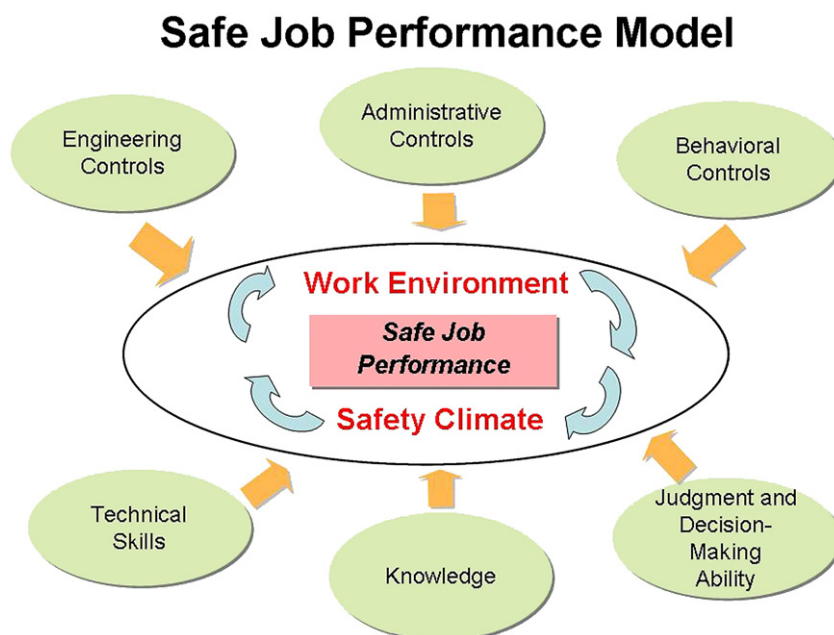 Safe Job Performance Model
Engineering
Controls
Administrative
Controls
Behavioral
Controls
Work Environment
Safe Job
Performance
Safety Climate
Technical
Skills
Knowledge
Judgment and
Decision-
Making
Ability